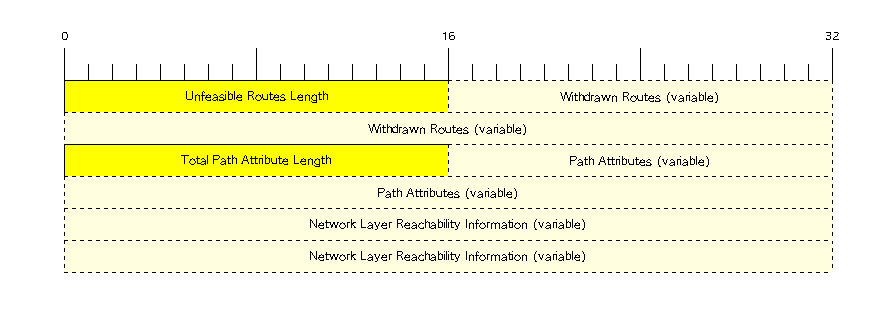 0 16 32
Unfeasible Routes Length Withdrawn Routes (variable)
Withdrawn Routes (variable)
Total Path Attribute Length Path Attributes (variable)
Path Attributes (variable)
Network Layer Reachability Information (variable)
Network Layer Reachability Information (variable)